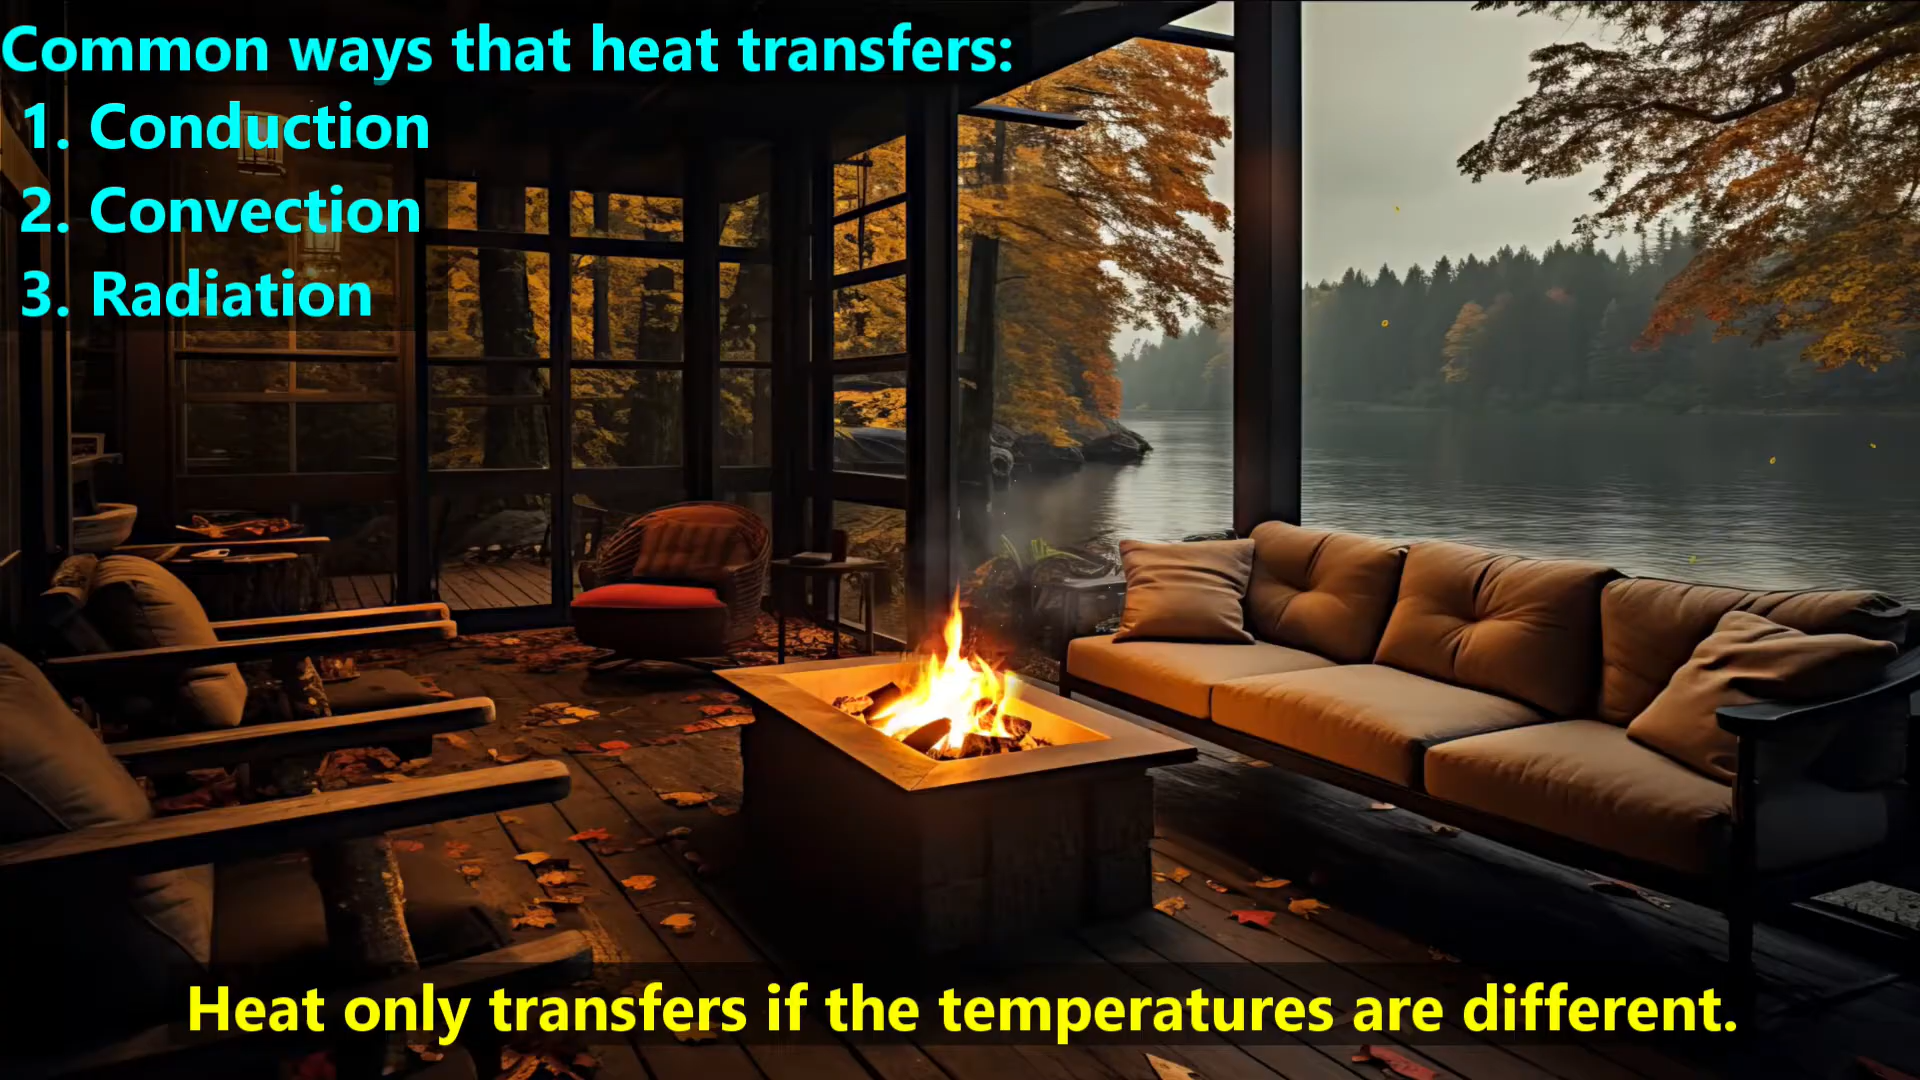 Common ways that heat transfers:
1. Conduction
2. Convection
3. Radiation
Heat only transfers if the temperatures are different.